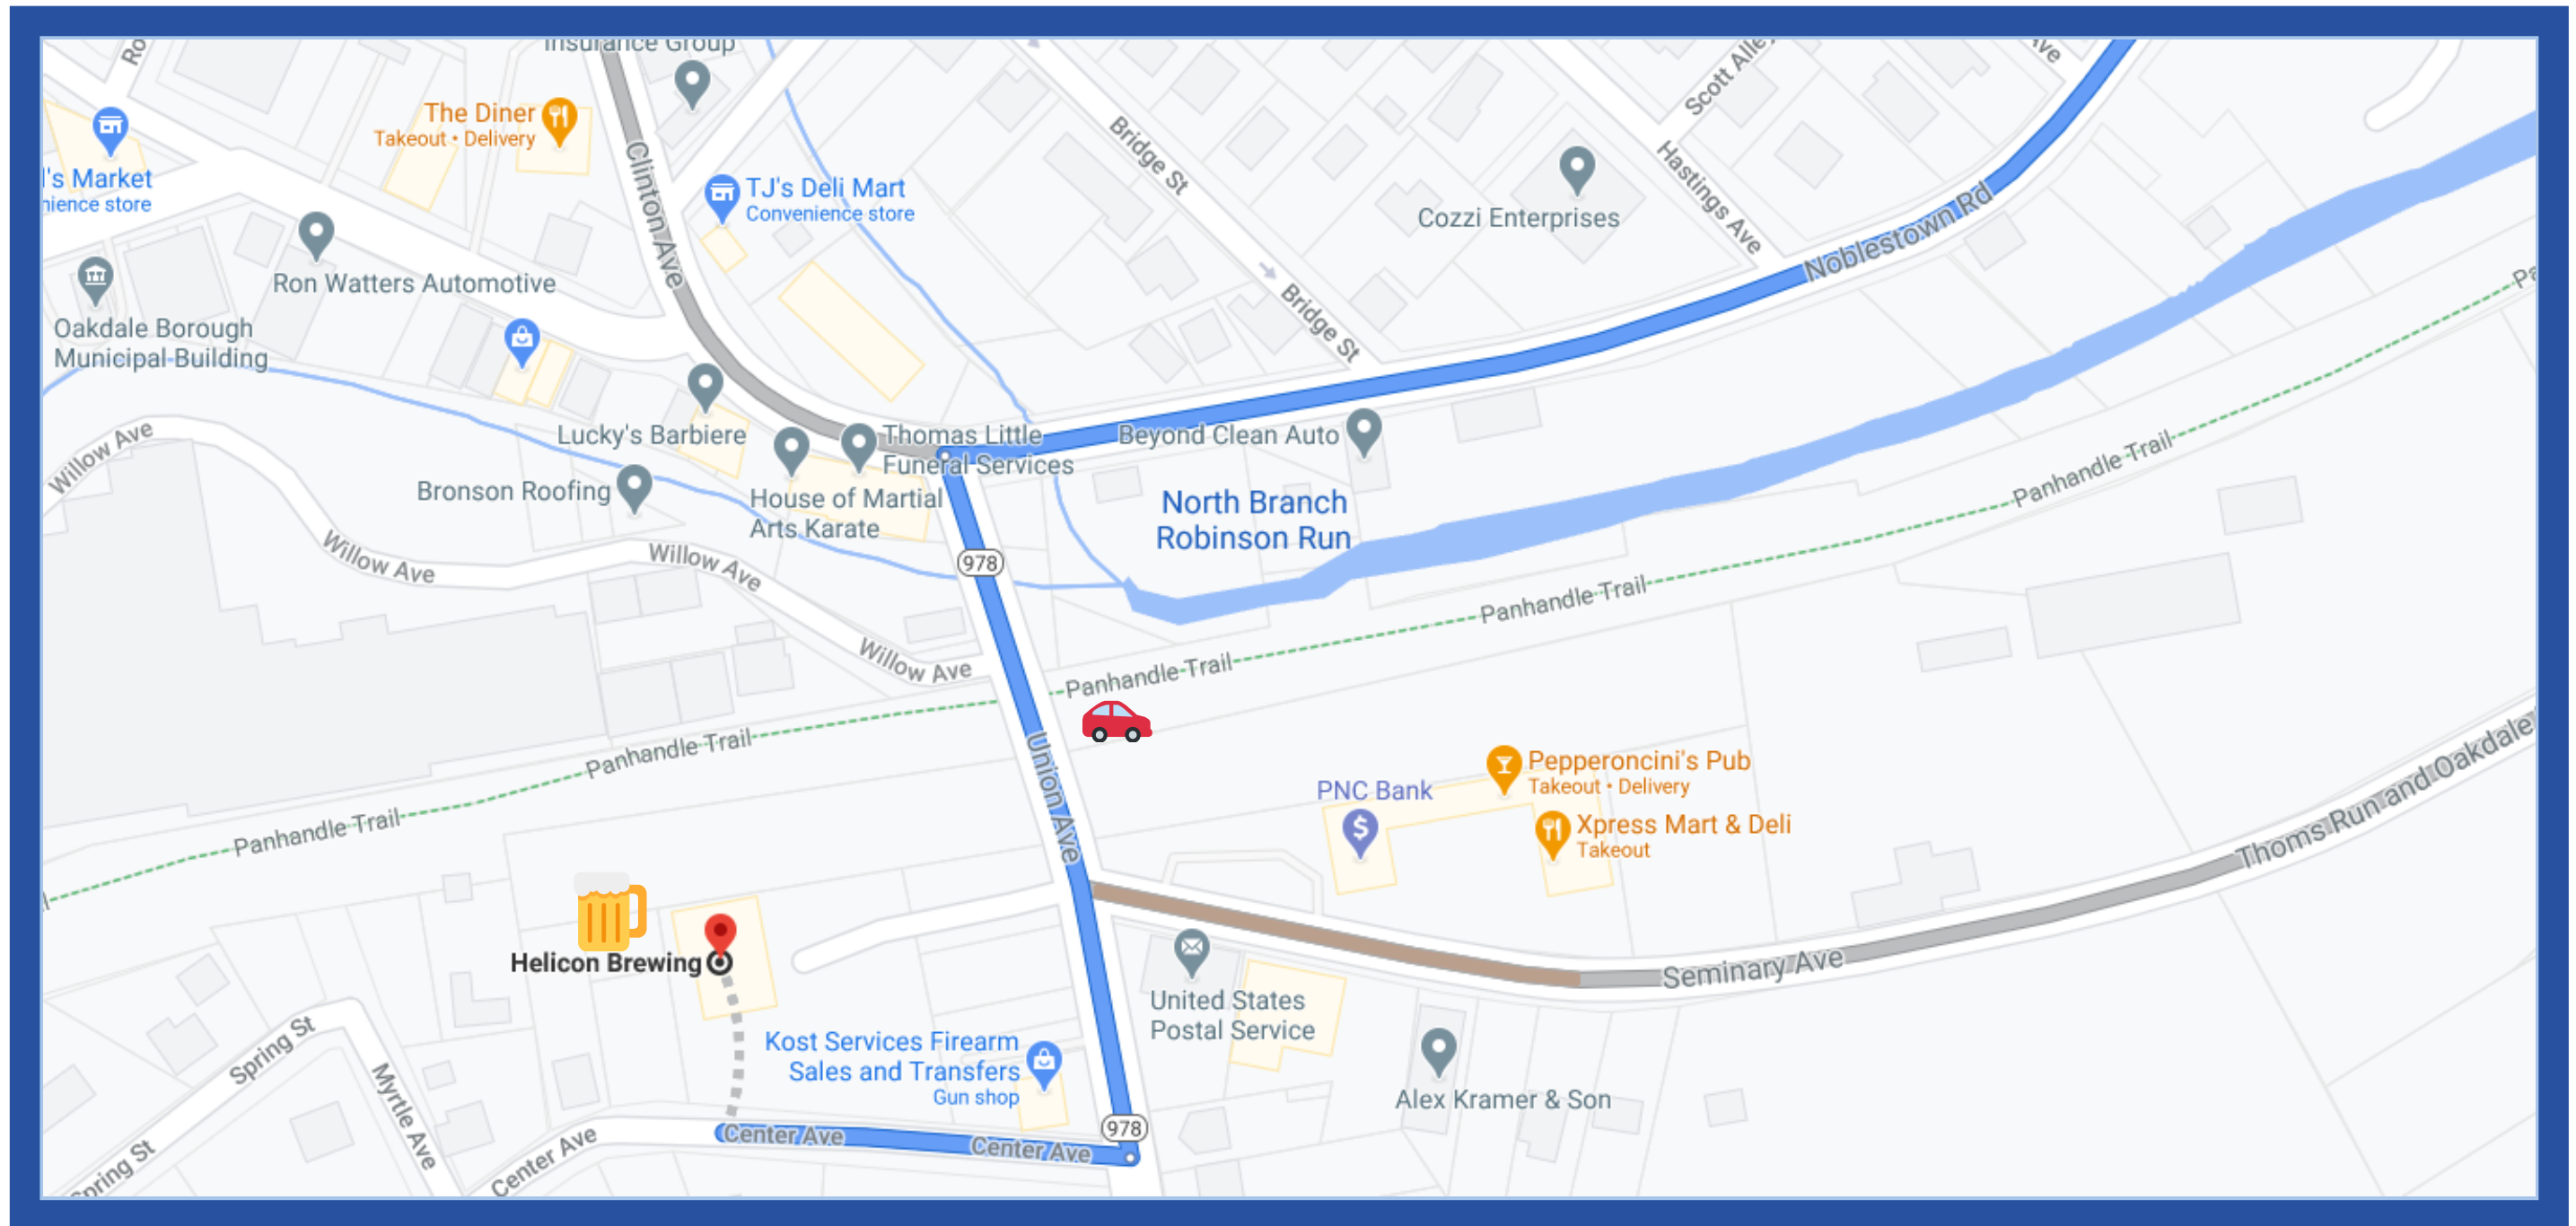 Insurance Group
Ro
Scott Alley
Ave
The Diner
Takeout • Delivery
Clinton Ave
Bridge St
l's Market
nience store
TJ's Deli Mart
Convenience store
Cozzi Enterprises
Hastings Ave
Noblestown Rd
Ron Watters Automotive
Bridge St
Pa
Oakdale Borough
Municipal Building
Willow Ave
Lucky's Barbiere
Thomas Little
Funeral Services
Beyond Clean Auto
Panhandle Trail
Bronson Roofing
House of Martial
Arts Karate
North Branch
Robinson Run
Willow Ave
Willow Ave
978
Panhandle Trail
Willow Ave
Panhandle Trail
Panhandle Trail
Union Ave
PNC Bank
Pepperoncini's Pub
Takeout • Delivery
Xpress Mart & Deli
Takeout
Thoms Run and Oakdale
Panhandle Trail
Helicon Brewing
Seminary Ave
United States
Postal Service
Spring St
Myrtle Ave
Kost Services Firearm
Sales and Transfers
Gun shop
Alex Kramer & Son
Spring St
Center Ave
Center Ave
Center Ave
978